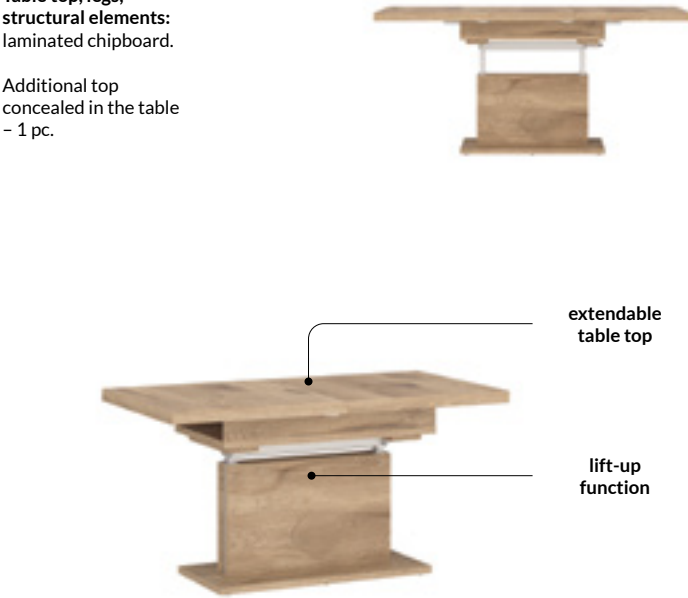 Table top, legs,
structural elements:
laminated chipboard.
Additional top
concealed in the table
– 1 pc.
extendable
table top
lift-up
function